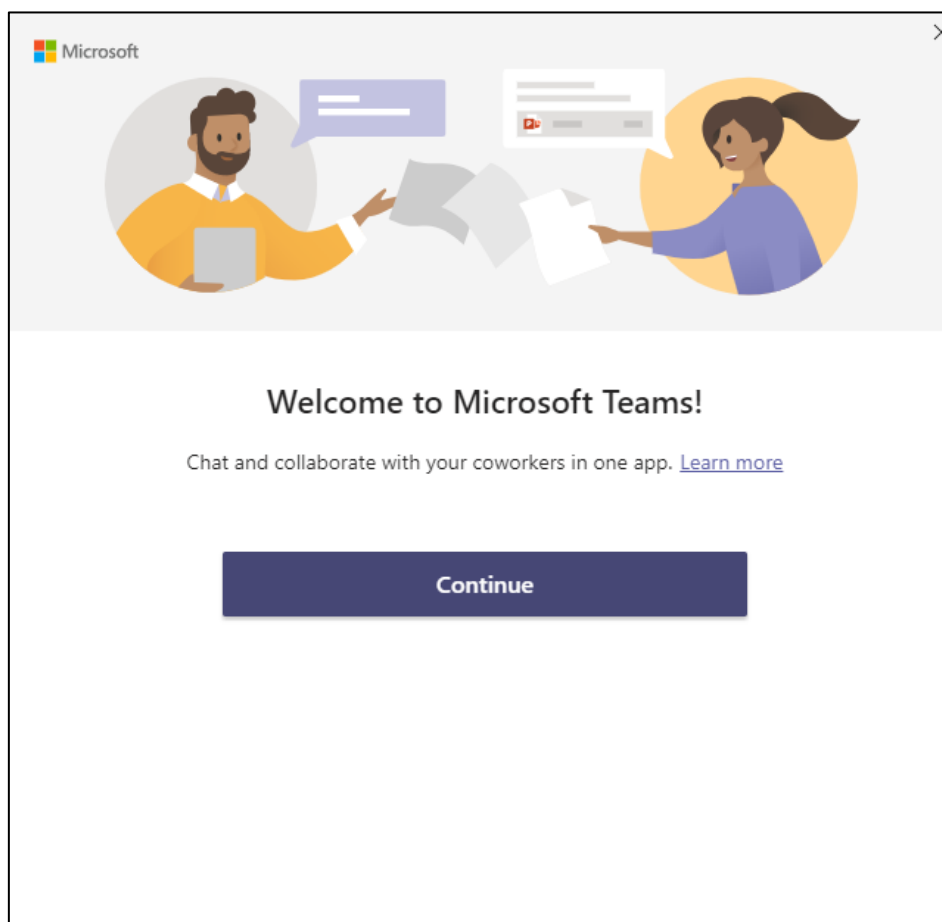 Microsoft
Welcome to Microsoft Teams!
Chat and collaborate with your coworkers in one app. Learn more
Continue